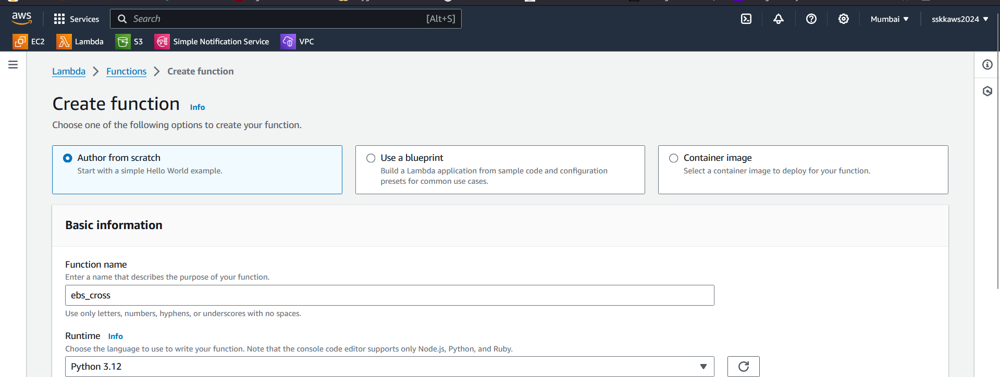 aws
Services
Search
[Alt+S]
Mumbai
sskkaws2024
EC2
Lambda
S3
Simple Notification Service
VPC
Lambda
Functions
Create function
Create function
Info
Choose one of the following options to create your function.
Author from scratch
Start with a simple Hello World example.
Use a blueprint
Build a Lambda application from sample code and configuration
presets for common use cases.
Container image
Select a container image to deploy for your function.
Basic information
Function name
Enter a name that describes the purpose of your function.
ebs_cross
Use only letters, numbers, hyphens, or underscores with no spaces.
Runtime Info
Choose the language to use to write your function. Note that the console code editor supports only Node.js, Python, and Ruby.
Python 3.12